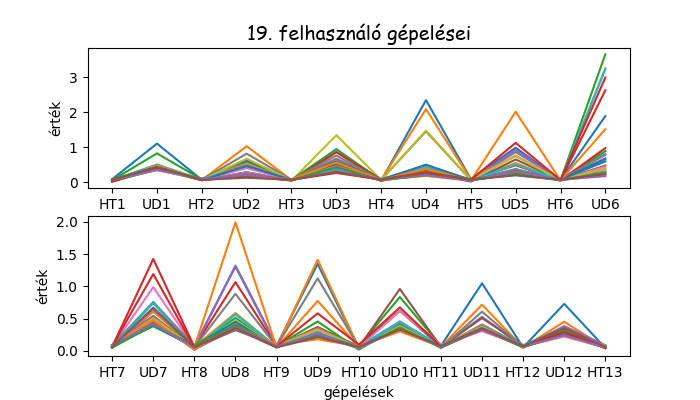 19. felhasználó gépelései
érték
3
2
1
0
HT1 UD1 HT2 UD2 HT3 UD3 HT4 UD4 HT5 UD5 HT6 UD6
érték
2.0
1.5
1.0
0.5
0.0
HT7 UD7 HT8 UD8 HT9 UD9 HT10 UD10 HT11 UD11 HT12 UD12 HT13
gépelések